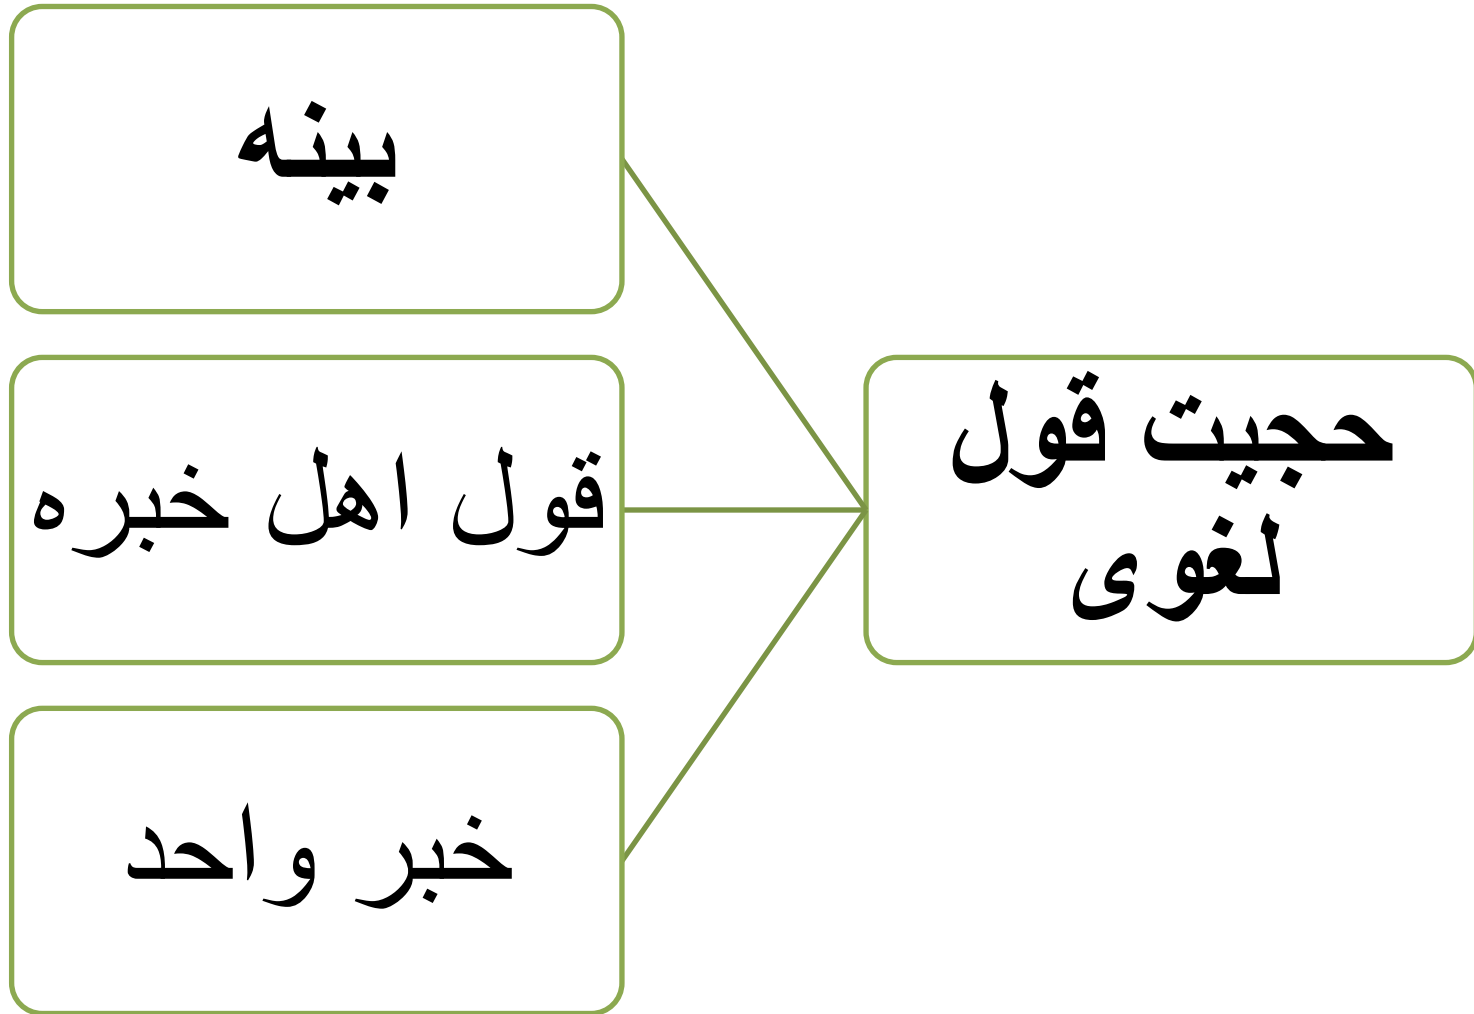 حجیت قول
لغوی
بینه
قول اهل خبره
خبر واحد